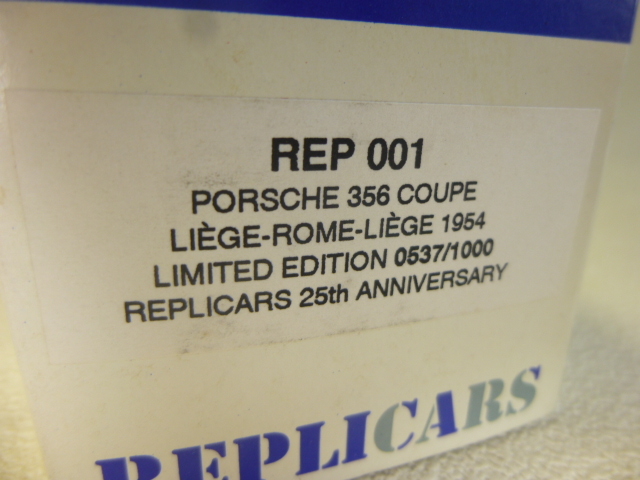 REP 001
PORSCHE 356 COUPE
LIÈGE-ROME-LIÈGE 1954
LIMITED EDITION 0537/1000
REPLICARS 25th ANNIVERSARY
REPLICARS